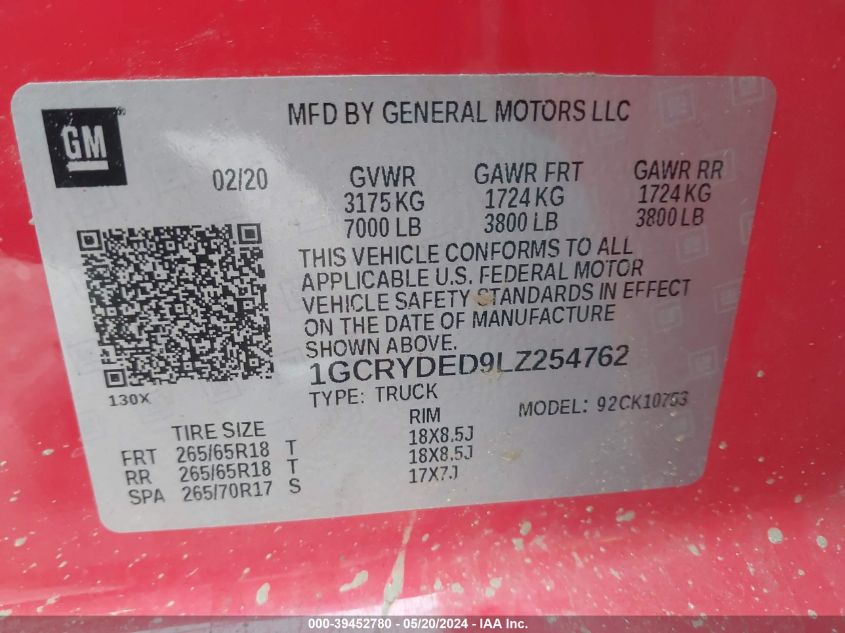 MFD BY GENERAL MOTORS LLC
GM
02/20
GVWR GAWR FRT GAWR RR
3175 KG 1724 KG 1724 KG
7000 LB 3800 LB 3800 LB
THIS VEHICLE CONFORMS TO ALL
APPLICABLE U.S. FEDERAL MOTOR
VEHICLE SAFETY STANDARDS IN EFFECT
ON THE DATE OF MANUFACTURE
SHOWN ABOVE.
1GCRYDED9LZ254762
130X
TYPE: TRUCK
MODEL: 92CK10753
TIRE SIZE RIM
FRT 265/65R18 T 18X8.5J
RR 265/65R18 T 18X8.5J
SPA 265/70R17 S 17X7J
000-39452780 - 05/20/2024 - IAA Inc.